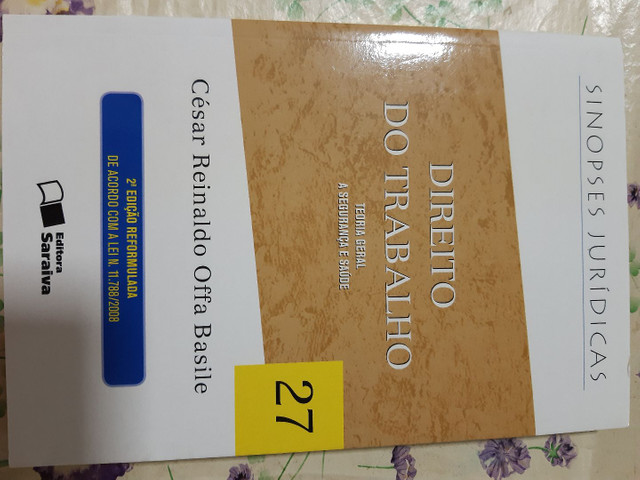 SINOPSES JURÍDICAS
DIREITO
DO TRABALHO
TEORIA GERAL
A SEGURANÇA E SAÚDE
27
César Reinaldo Offa Basile
2ª EDIÇÃO REFORMULADA
DE ACORDO COM A LEI N. 11.788/2008
Editora
Saraiva